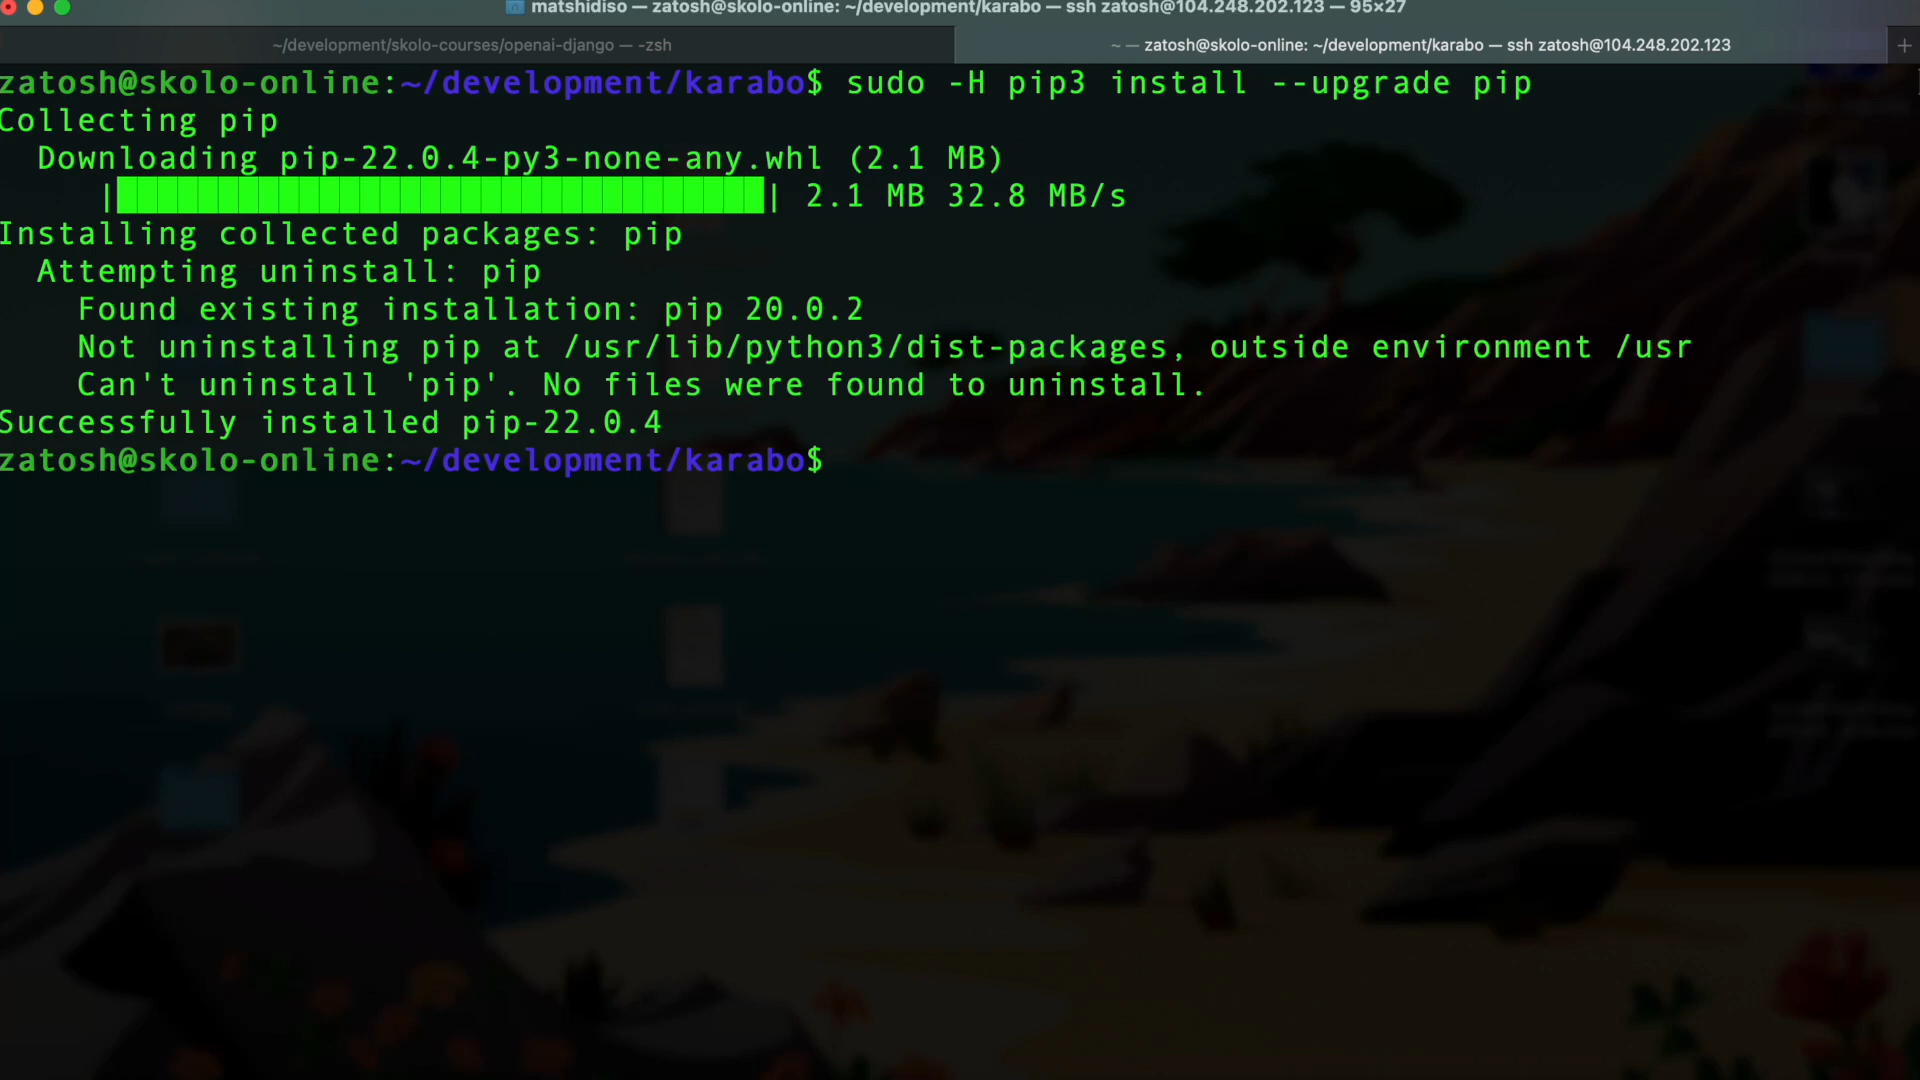 matshidiso — zatosh@skolo-online: ~/development/karabo — ssh zatosh@104.248.202.123 — 95×27
~/development/skolo-courses/openai-django — -zsh
~ — zatosh@skolo-online: ~/development/karabo — ssh zatosh@104.248.202.123
zatosh@skolo-online:~/development/karabo$ sudo -H pip3 install --upgrade pip
Collecting pip
Downloading pip-22.0.4-py3-none-any.whl (2.1 MB)
|████████████████████████████████| 2.1 MB 32.8 MB/s
Installing collected packages: pip
Attempting uninstall: pip
Found existing installation: pip 20.0.2
Not uninstalling pip at /usr/lib/python3/dist-packages, outside environment /usr
Can't uninstall 'pip'. No files were found to uninstall.
Successfully installed pip-22.0.4
zatosh@skolo-online:~/development/karabo$